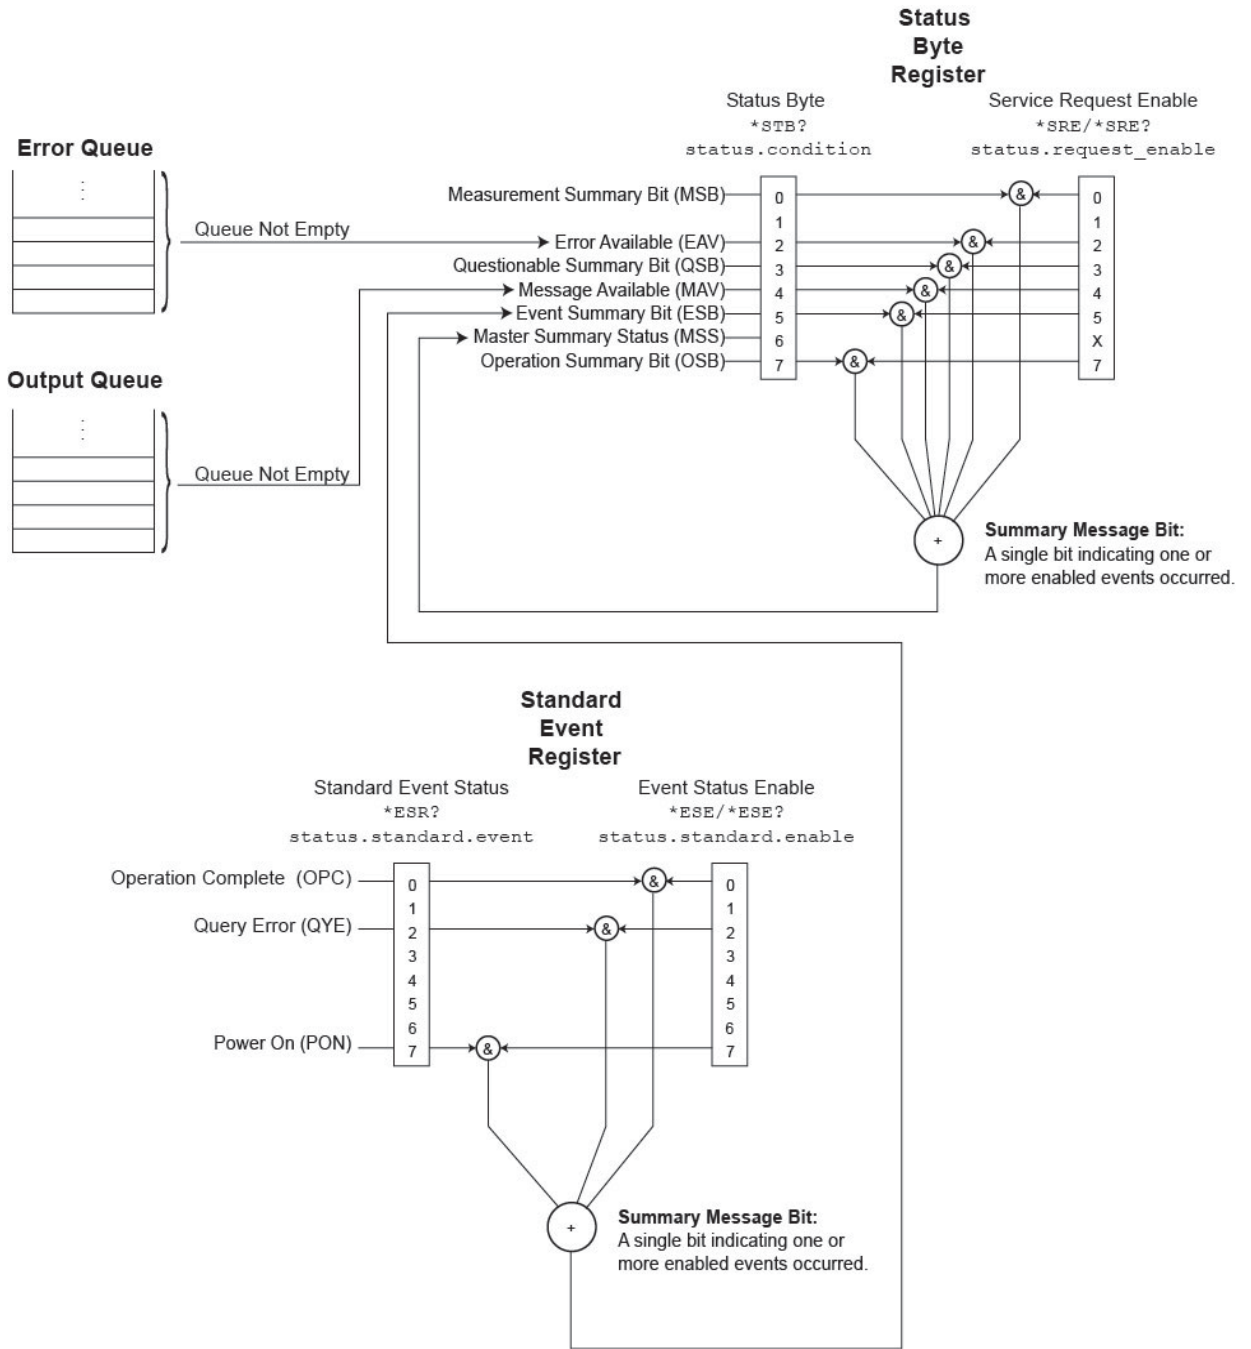 Status
Byte
Register
Status Byte
*STB?
status.condition
Service Request Enable
*SRE/*SRE?
status.request_enable
Error Queue
Queue Not Empty
Measurement Summary Bit (MSB)
Error Available (EAV)
Questionable Summary Bit (QSB)
Message Available (MAV)
Event Summary Bit (ESB)
Master Summary Status (MSS)
Operation Summary Bit (OSB)
0
1
2
3
4
5
6
7
&
&
&
&
&
&
0
1
2
3
4
5
X
7
Output Queue
Queue Not Empty
+
Summary Message Bit:
A single bit indicating one or
more enabled events occurred.
Standard
Event
Register
Standard Event Status
*ESR?
status.standard.event
Event Status Enable
*ESE/*ESE?
status.standard.enable
Operation Complete (OPC)
Query Error (QYE)
Power On (PON)
0
1
2
3
4
5
6
7
&
&
&
0
1
2
3
4
5
6
7
+
Summary Message Bit:
A single bit indicating one or
more enabled events occurred.